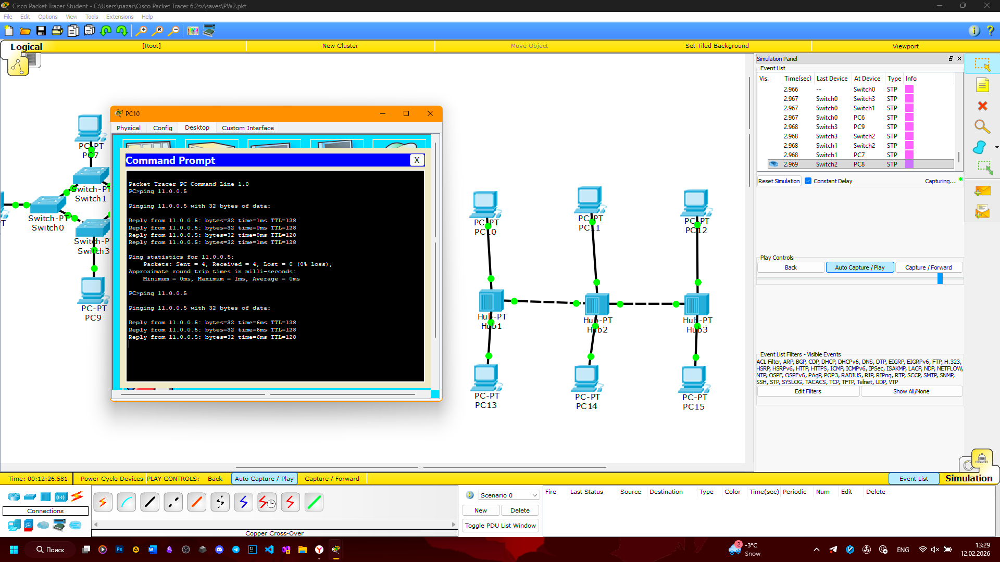 Cisco Packet Tracer Student - C:\Users\nazar\Cisco Packet Tracer 6.2sv\saves\PW2.pkt
File Edit Options View Tools Extensions Help
Logical [Root] New Cluster Move Object Set Tiled Background Viewport
PC-PT
PC7
Switch-PT
Switch1
Switch-PT
Switch0
Switch-P
Switch3
PC-PT
PC9
PC10
Physical Config Desktop Custom Interface
Command Prompt X
Packet Tracer PC Command Line 1.0
PC>ping 11.0.0.5
Pinging 11.0.0.5 with 32 bytes of data:
Reply from 11.0.0.5: bytes=32 time=1ms TTL=128
Reply from 11.0.0.5: bytes=32 time=0ms TTL=128
Reply from 11.0.0.5: bytes=32 time=0ms TTL=128
Reply from 11.0.0.5: bytes=32 time=1ms TTL=128
Ping statistics for 11.0.0.5:
Packets: Sent = 4, Received = 4, Lost = 0 (0% loss),
Approximate round trip times in milli-seconds:
Minimum = 0ms, Maximum = 1ms, Average = 0ms
PC>ping 11.0.0.5
Pinging 11.0.0.5 with 32 bytes of data:
Reply from 11.0.0.5: bytes=32 time=6ms TTL=128
Reply from 11.0.0.5: bytes=32 time=6ms TTL=128
Reply from 11.0.0.5: bytes=32 time=6ms TTL=128
PC-PT
PC10
PC-PT
PC11
PC-PT
PC12
Hub-PT
Hub1
Hub-PT
Hub2
Hub-PT
Hub3
PC-PT
PC13
PC-PT
PC14
PC-PT
PC15
Simulation Panel
Event List
Vis. Time(sec) Last Device At Device Type Info
2.966 -- Switch0 STP
2.967 Switch0 Switch3 STP
2.967 Switch0 Switch1 STP
2.967 Switch0 PC6 STP
2.968 Switch3 PC9 STP
2.968 Switch3 Switch2 STP
2.968 Switch1 Switch2 STP
2.968 Switch1 PC7 STP
2.969 Switch2 PC8 STP
Reset Simulation Constant Delay Capturing... *
Play Controls
Back Auto Capture / Play Capture / Forward
Event List Filters - Visible Events
ACL Filter, ARP, BGP, CDP, DHCP, DHCPv6, DNS, DTP, EIGRP, EIGRPv6, FTP, H.323,
HSRP, HSRPv6, HTTP, HTTPS, ICMP, ICMPv6, IPSec, ISAKMP, LACP, NDP, NETFLOW,
NTP, OSPF, OSPFv6, PAgP, POP3, RADIUS, RIP, RIPng, RTP, SCCP, SMTP, SNMP,
SSH, STP, SYSLOG, TACACS, TCP, TFTP, Telnet, UDP, VTP
Edit Filters Show All/None
Time: 00:12:26.581 Power Cycle Devices PLAY CONTROLS: Back Auto Capture / Play Capture / Forward Event List Simulation
Connections
Copper Cross-Over
Scenario 0
New Delete
Toggle PDU List Window
Fire Last Status Source Destination Type Color Time(sec) Periodic Num Edit Delete
Поиск
2 -3°C
Snow
ENG
13:29
12.02.2026